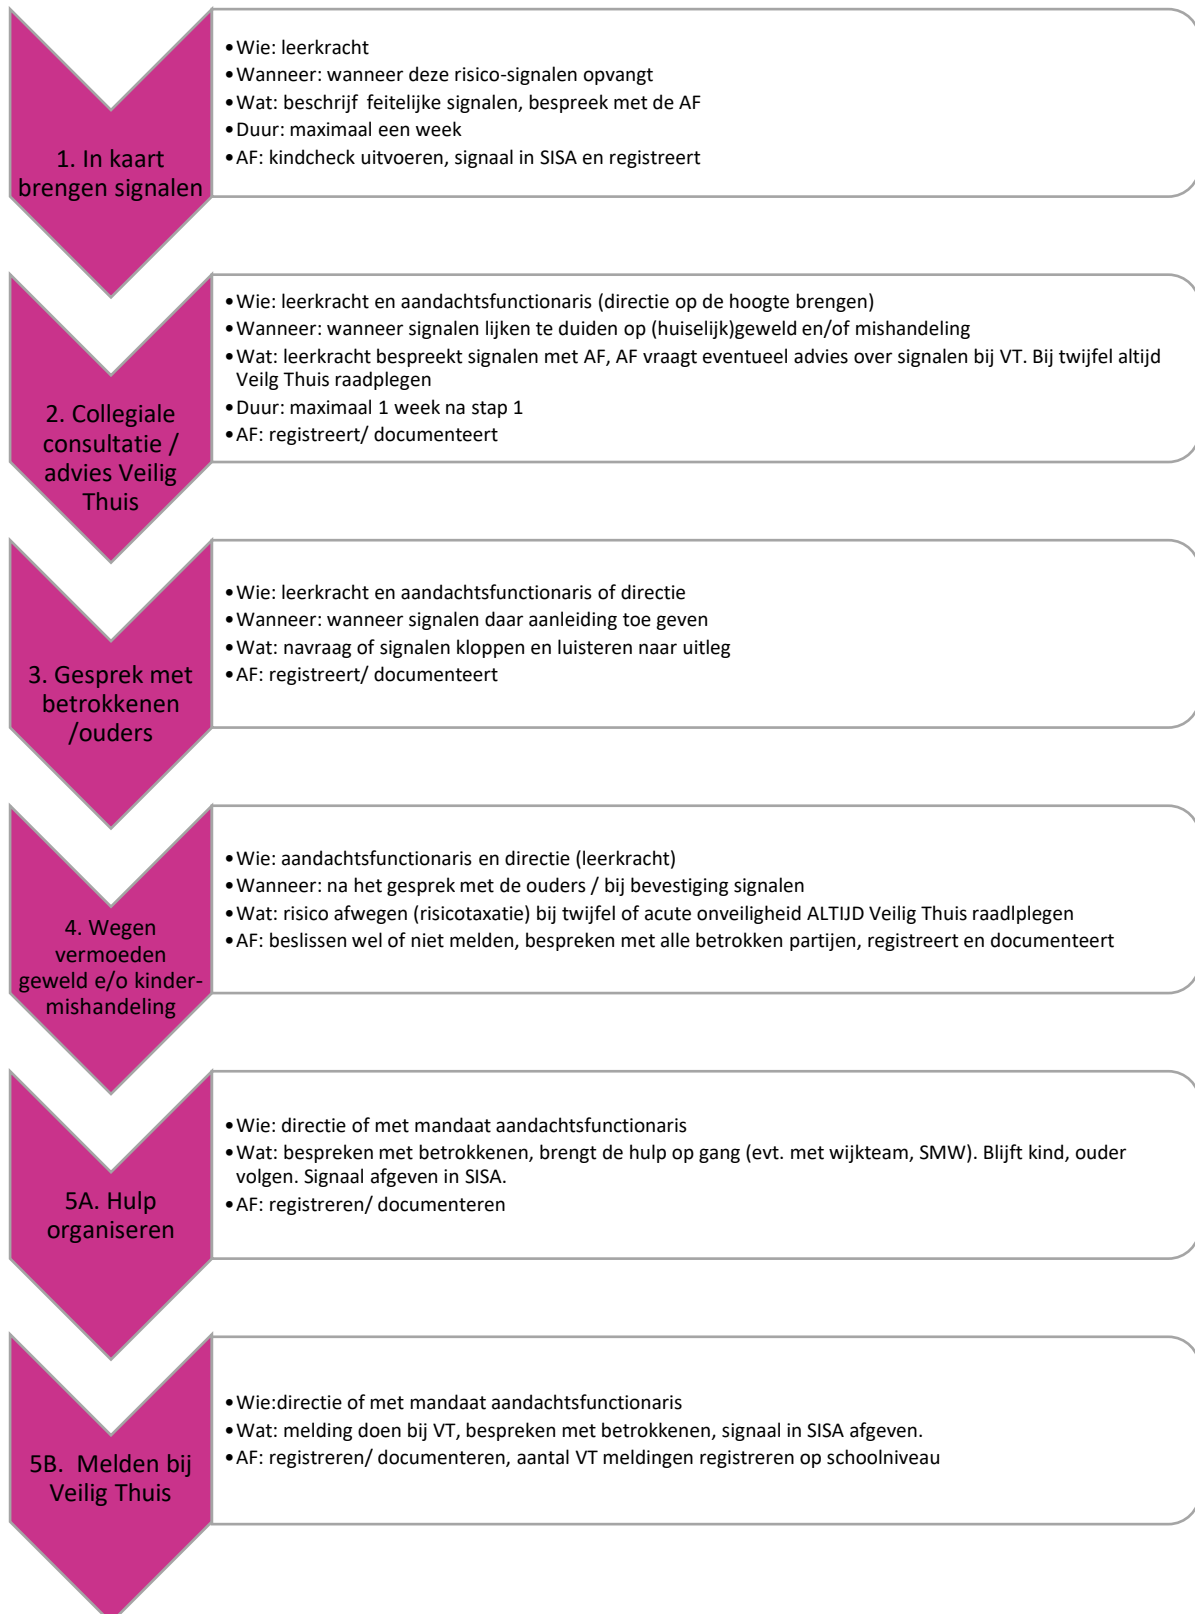 1. In kaart
brengen signalen
•Wie: leerkracht
•Wanneer: wanneer deze risico-signalen opvangt
•Wat: beschrijf  feitelijke signalen, bespreek met de AF
•Duur: maximaal een week
•AF: kindcheck uitvoeren, signaal in SISA en registreert
2. Collegiale
consultatie /
advies Veilig
Thuis
•Wie: leerkracht en aandachtsfunctionaris (directie op de hoogte brengen)
•Wanneer: wanneer signalen lijken te duiden op (huiselijk)geweld en/of mishandeling
•Wat: leerkracht bespreekt signalen met AF, AF vraagt eventueel advies over signalen bij VT. Bij twijfel altijd
Veilg Thuis raadplegen
•Duur: maximaal 1 week na stap 1
•AF: registreert/ documenteert
3. Gesprek met
betrokkenen
/ouders
•Wie: leerkracht en aandachtsfunctionaris of directie
•Wanneer: wanneer signalen daar aanleiding toe geven
•Wat: navraag of signalen kloppen en luisteren naar uitleg
•AF: registreert/ documenteert
4. Wegen
vermoeden
geweld e/o kinder-
mishandeling
•Wie: aandachtsfunctionaris en directie (leerkracht)
•Wanneer: na het gesprek met de ouders / bij bevestiging signalen
•Wat: risico afwegen (risicotaxatie) bij twijfel of acute onveiligheid ALTIJD Veilig Thuis raadlplegen
•AF: beslissen wel of niet melden, bespreken met alle betrokken partijen, registreert en documenteert
5A. Hulp
organiseren
•Wie: directie of met mandaat aandachtsfunctionaris
•Wat: bespreken met betrokkenen, brengt de hulp op gang (evt. met wijkteam, SMW). Blijft kind, ouder
volgen. Signaal afgeven in SISA.
•AF: registreren/ documenteren
5B.  Melden bij
Veilig Thuis
•Wie:directie of met mandaat aandachtsfunctionaris
•Wat: melding doen bij VT, bespreken met betrokkenen, signaal in SISA afgeven.
•AF: registreren/ documenteren, aantal VT meldingen registreren op schoolniveau